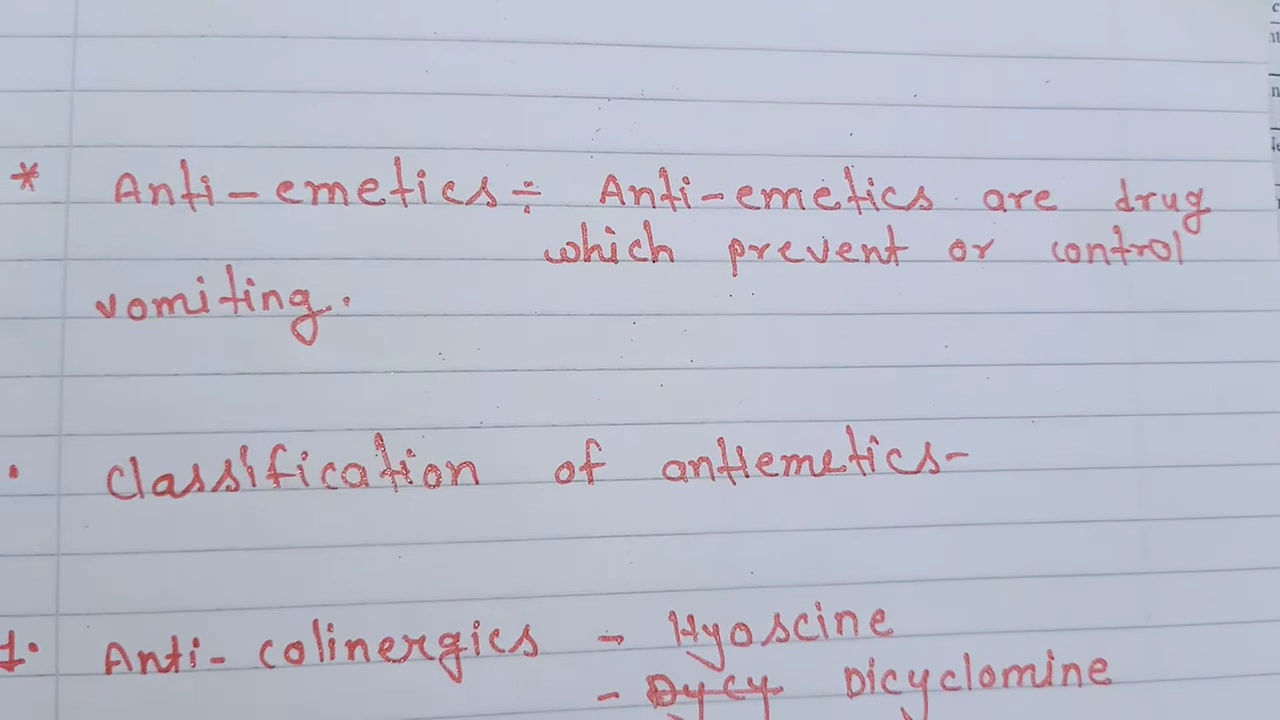 * Anti-emetics ÷ Anti-emetics are drug
which prevent or control
vomiting.
• Classification of antiemetics-
1. Anti-colinergics - Hyoscine
- Dycy Dicyclomine